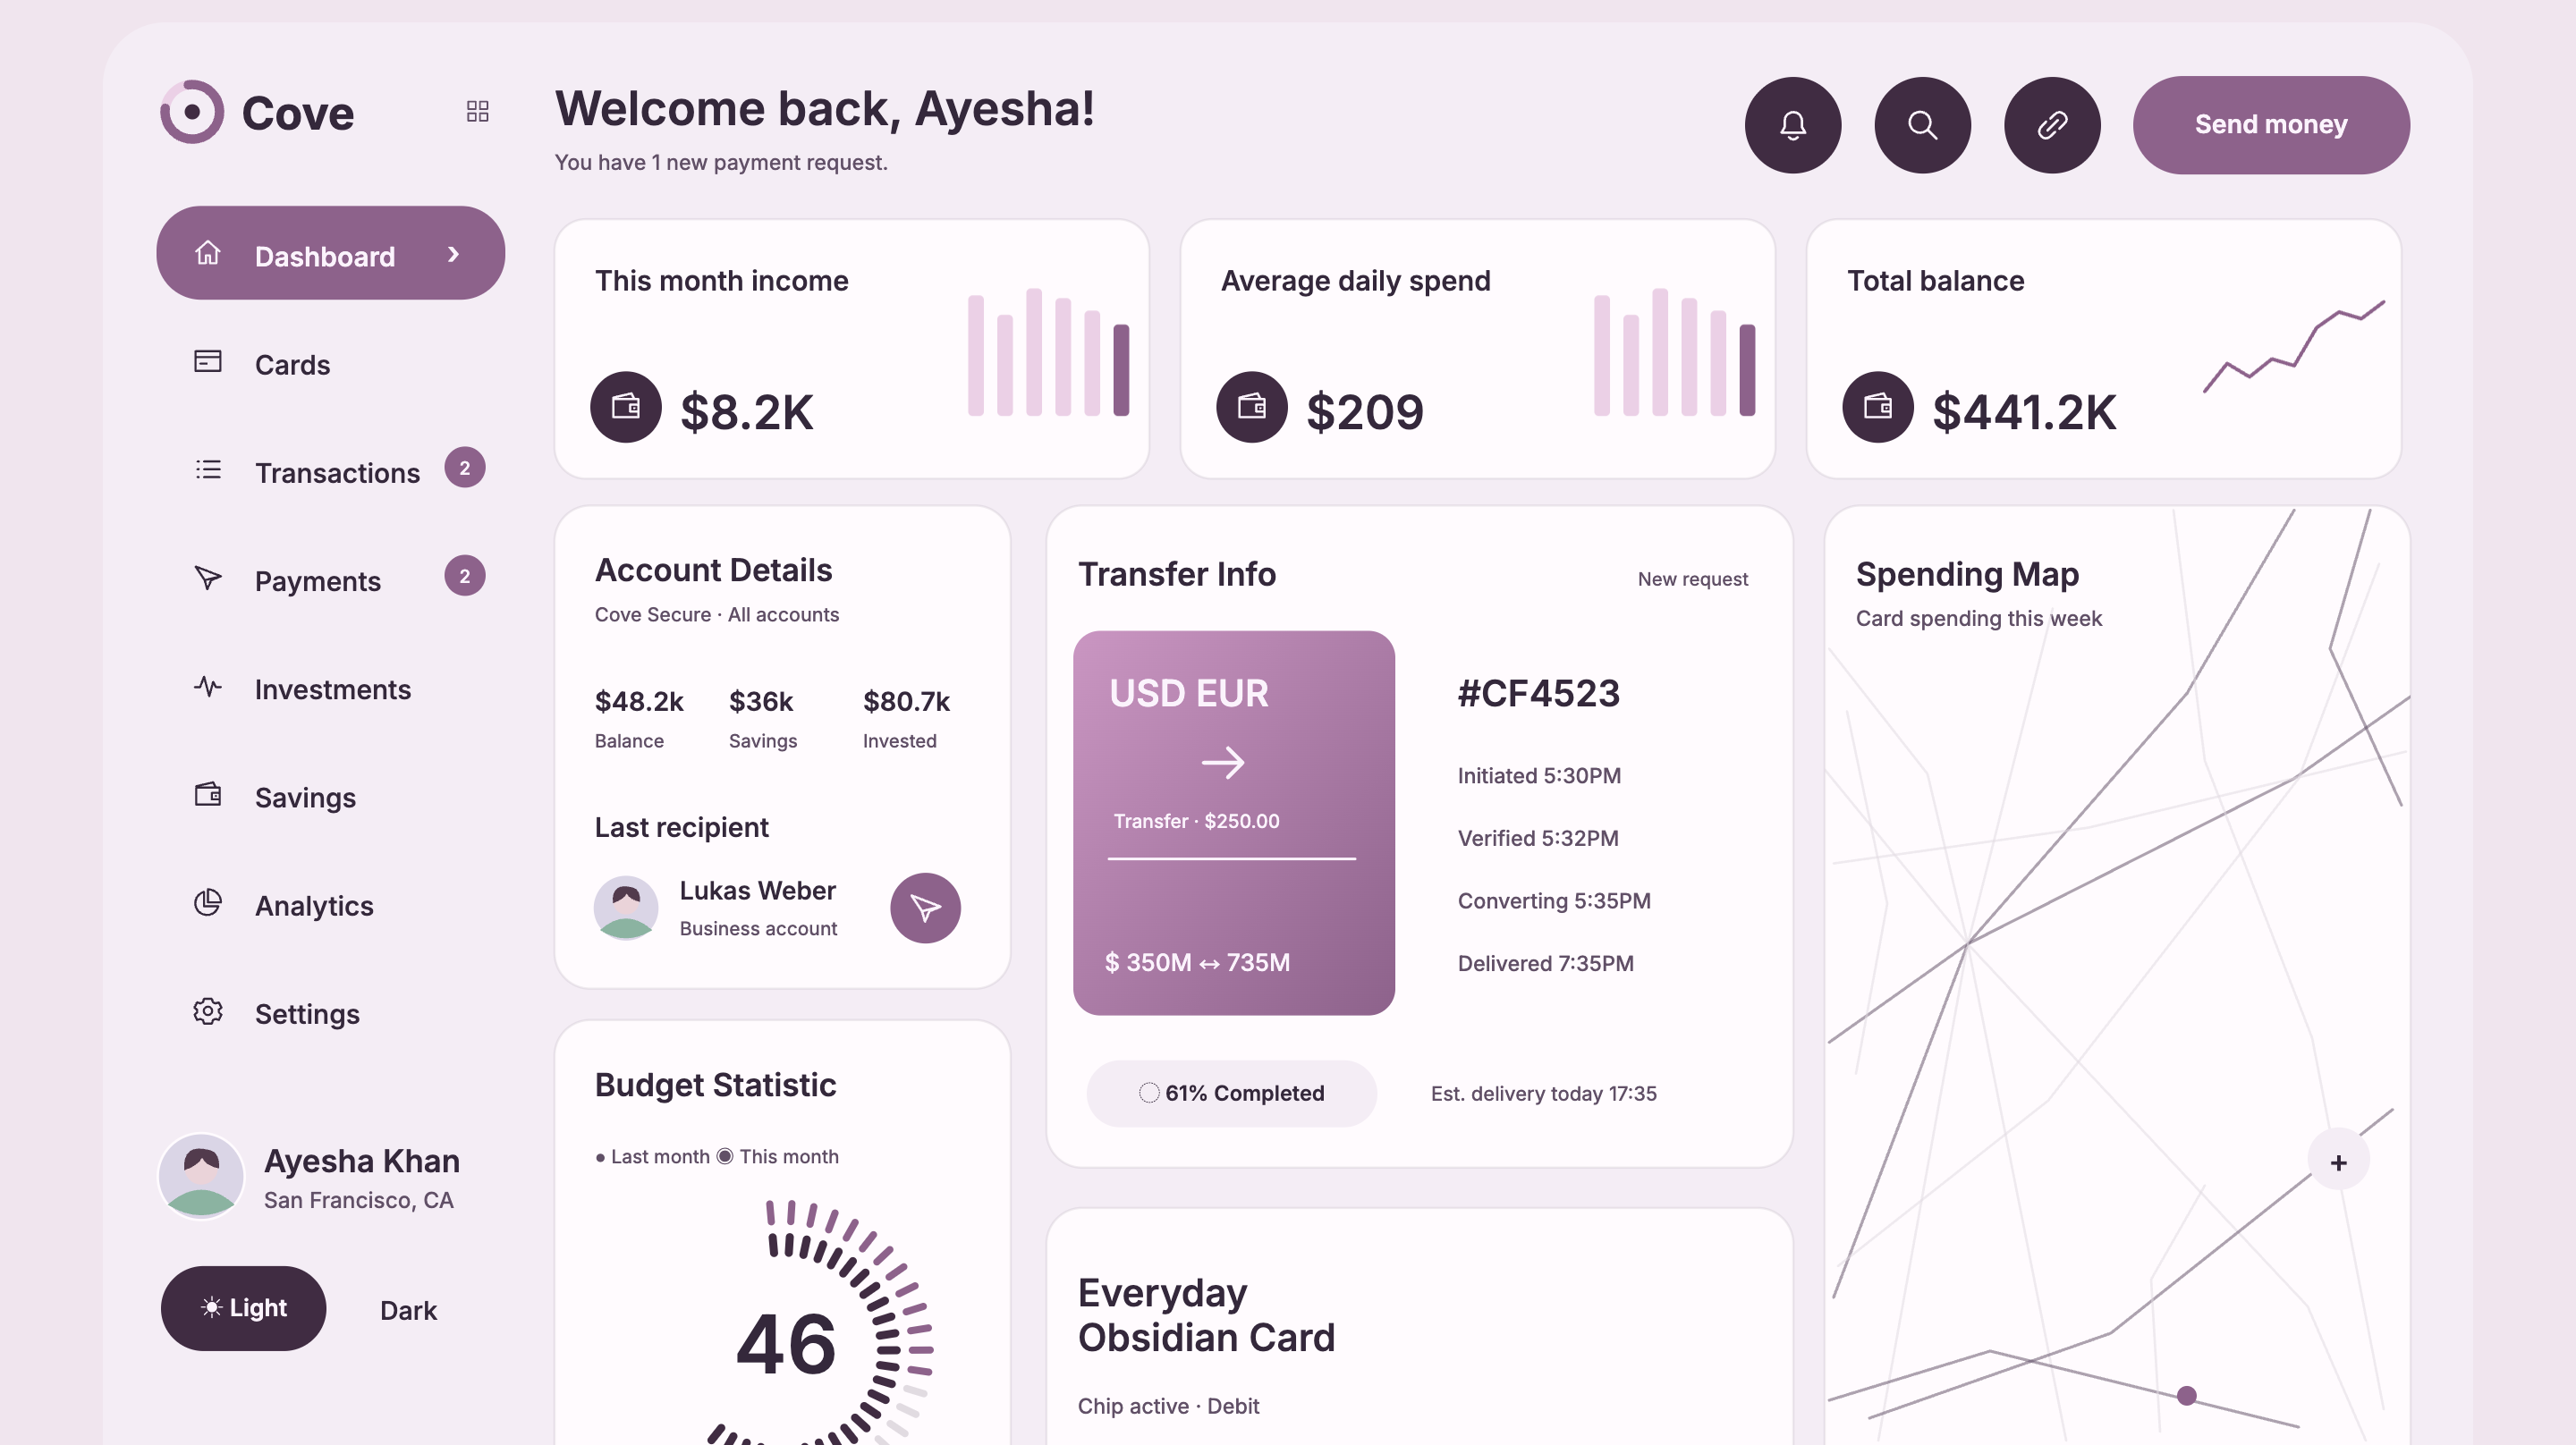 Cove
Welcome back, Ayesha!
You have 1 new payment request.
Send money
Dashboard
Cards
Transactions 2
Payments 2
Investments
Savings
Analytics
Settings
Ayesha Khan
San Francisco, CA
Light Dark
This month income
$8.2K
Average daily spend
$209
Total balance
$441.2K
Account Details
Cove Secure · All accounts
$48.2k $36k $80.7k
Balance Savings Invested
Last recipient
Lukas Weber
Business account
Budget Statistic
Last month This month
46
Transfer Info
New request
USD EUR
Transfer · $250.00
$ 350M ↔ 735M
#CF4523
Initiated 5:30PM
Verified 5:32PM
Converting 5:35PM
Delivered 7:35PM
61% Completed
Est. delivery today 17:35
Everyday
Obsidian Card
Chip active · Debit
Spending Map
Card spending this week
+